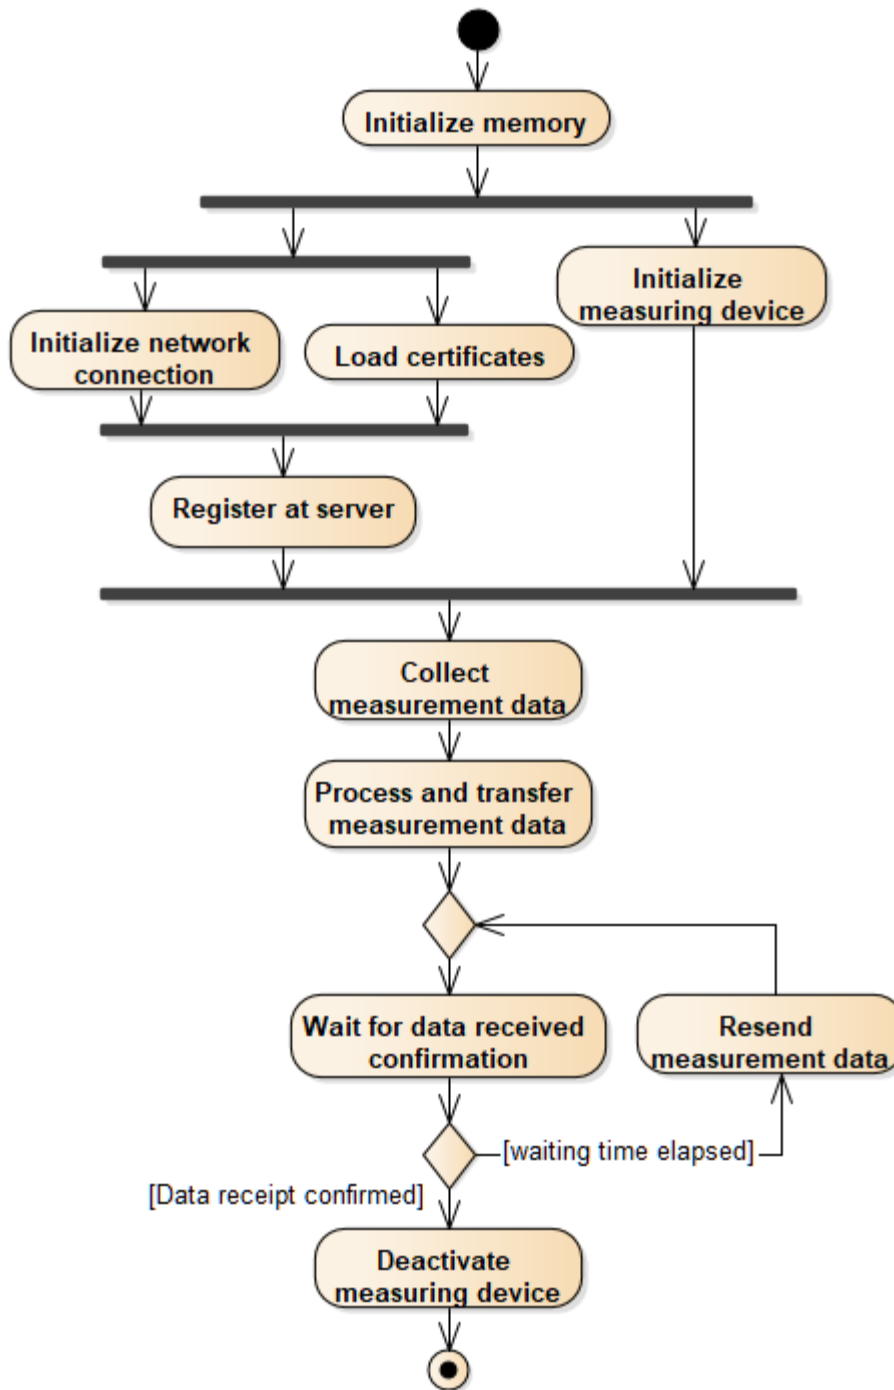 Initialize memory
Initialize
measuring device
Initialize network
connection
Load certificates
Register at server
Collect
measurement data
Process and transfer
measurement data
Wait for data received
confirmation
Resend
measurement data
[waiting time elapsed]
[Data receipt confirmed]
Deactivate
measuring device